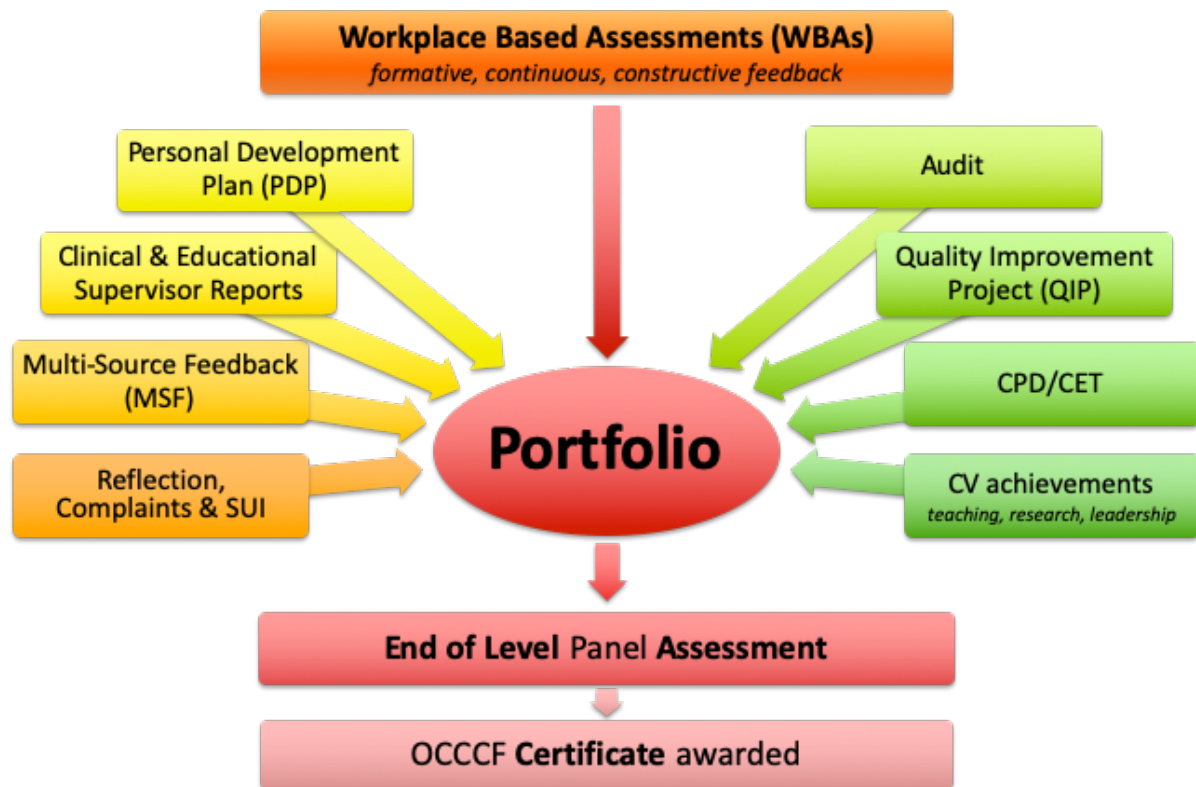 Workplace Based Assessments (WBAs)
formative, continuous, constructive feedback
Personal Development
Plan (PDP)
Clinical & Educational
Supervisor Reports
Multi-Source Feedback
(MSF)
Reflection,
Complaints & SUI
Audit
Quality Improvement
Project (QIP)
CPD/CET
CV achievements
teaching, research, leadership
Portfolio
End of Level Panel Assessment
OCCCF Certificate awarded